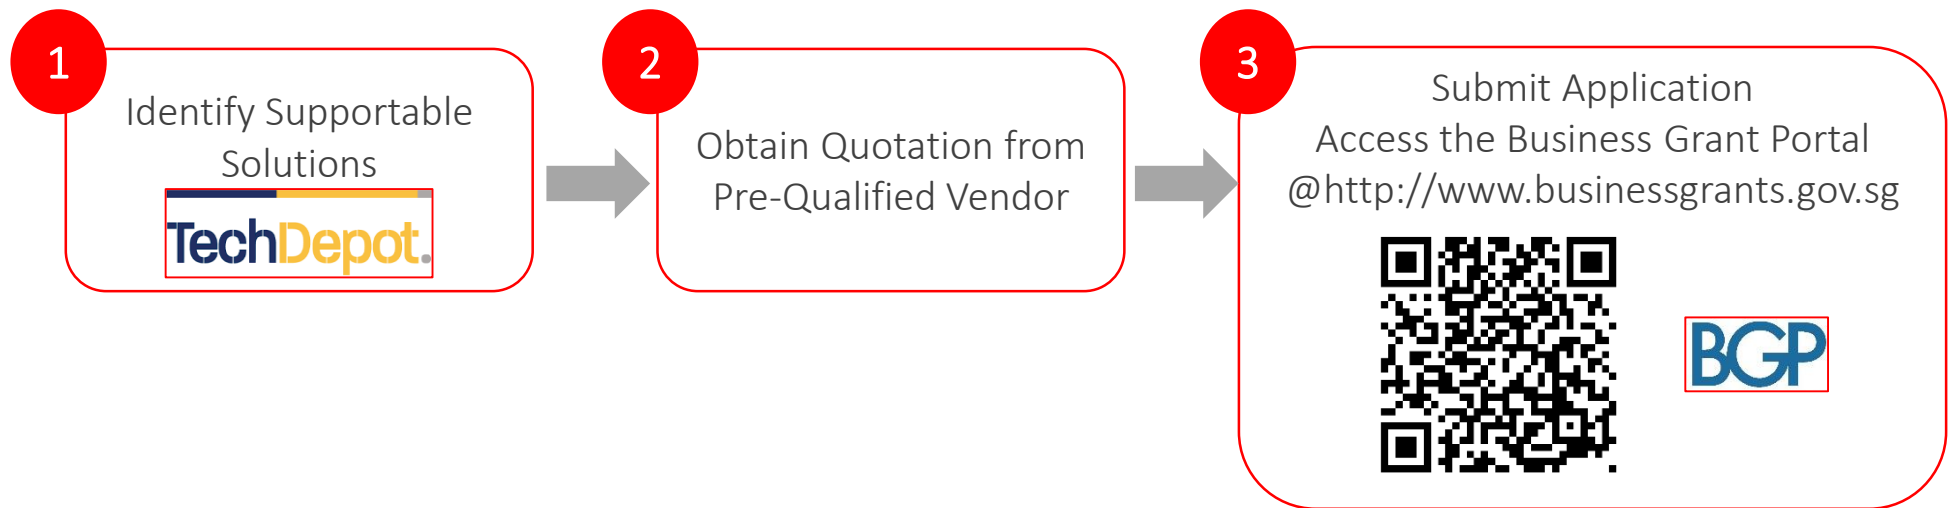 1
Identify Supportable
Solutions
TechDepot.
2
Obtain Quotation from
Pre-Qualified Vendor
3
Submit Application
Access the Business Grant Portal
@http://www.businessgrants.gov.sg
BGP